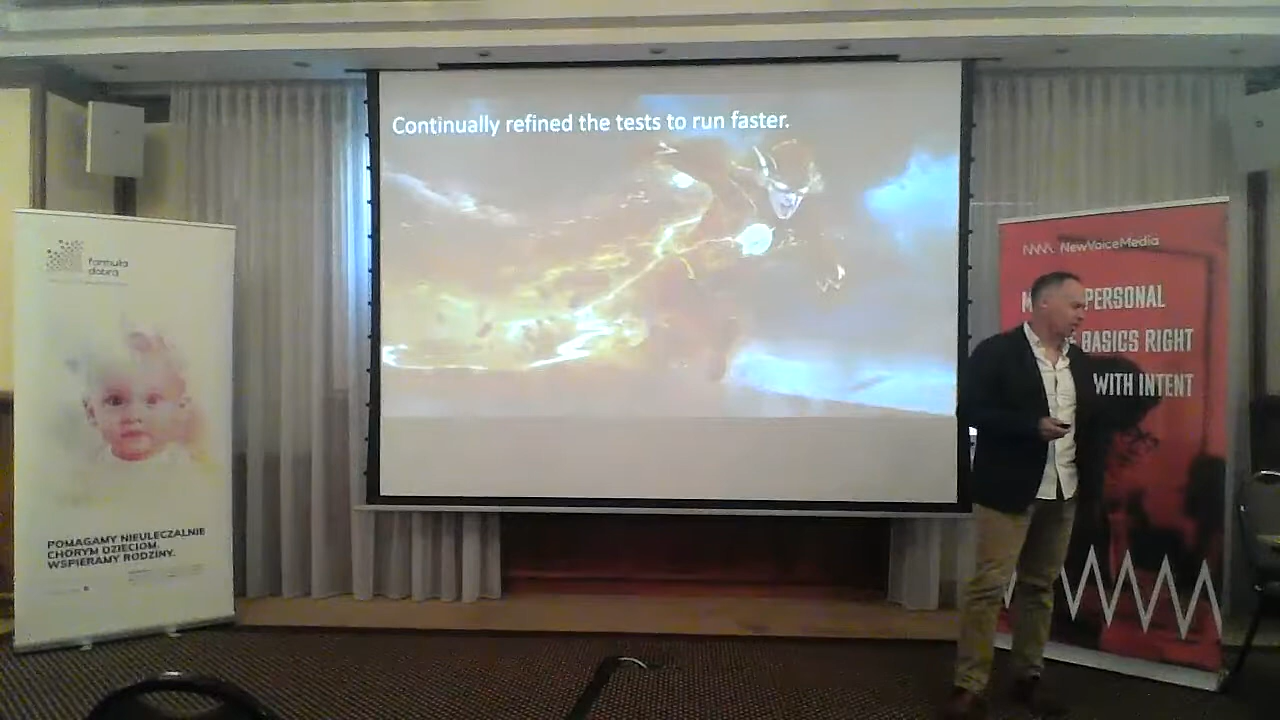 Continually refined the tests to run faster.
formuła
dobra
POMAGAMY NIEULECZALNIE
CHORYM DZIECIOM.
WSPIERAMY RODZINY.
NewVoiceMedia
PERSONAL
BASICS RIGHT
WITH INTENT